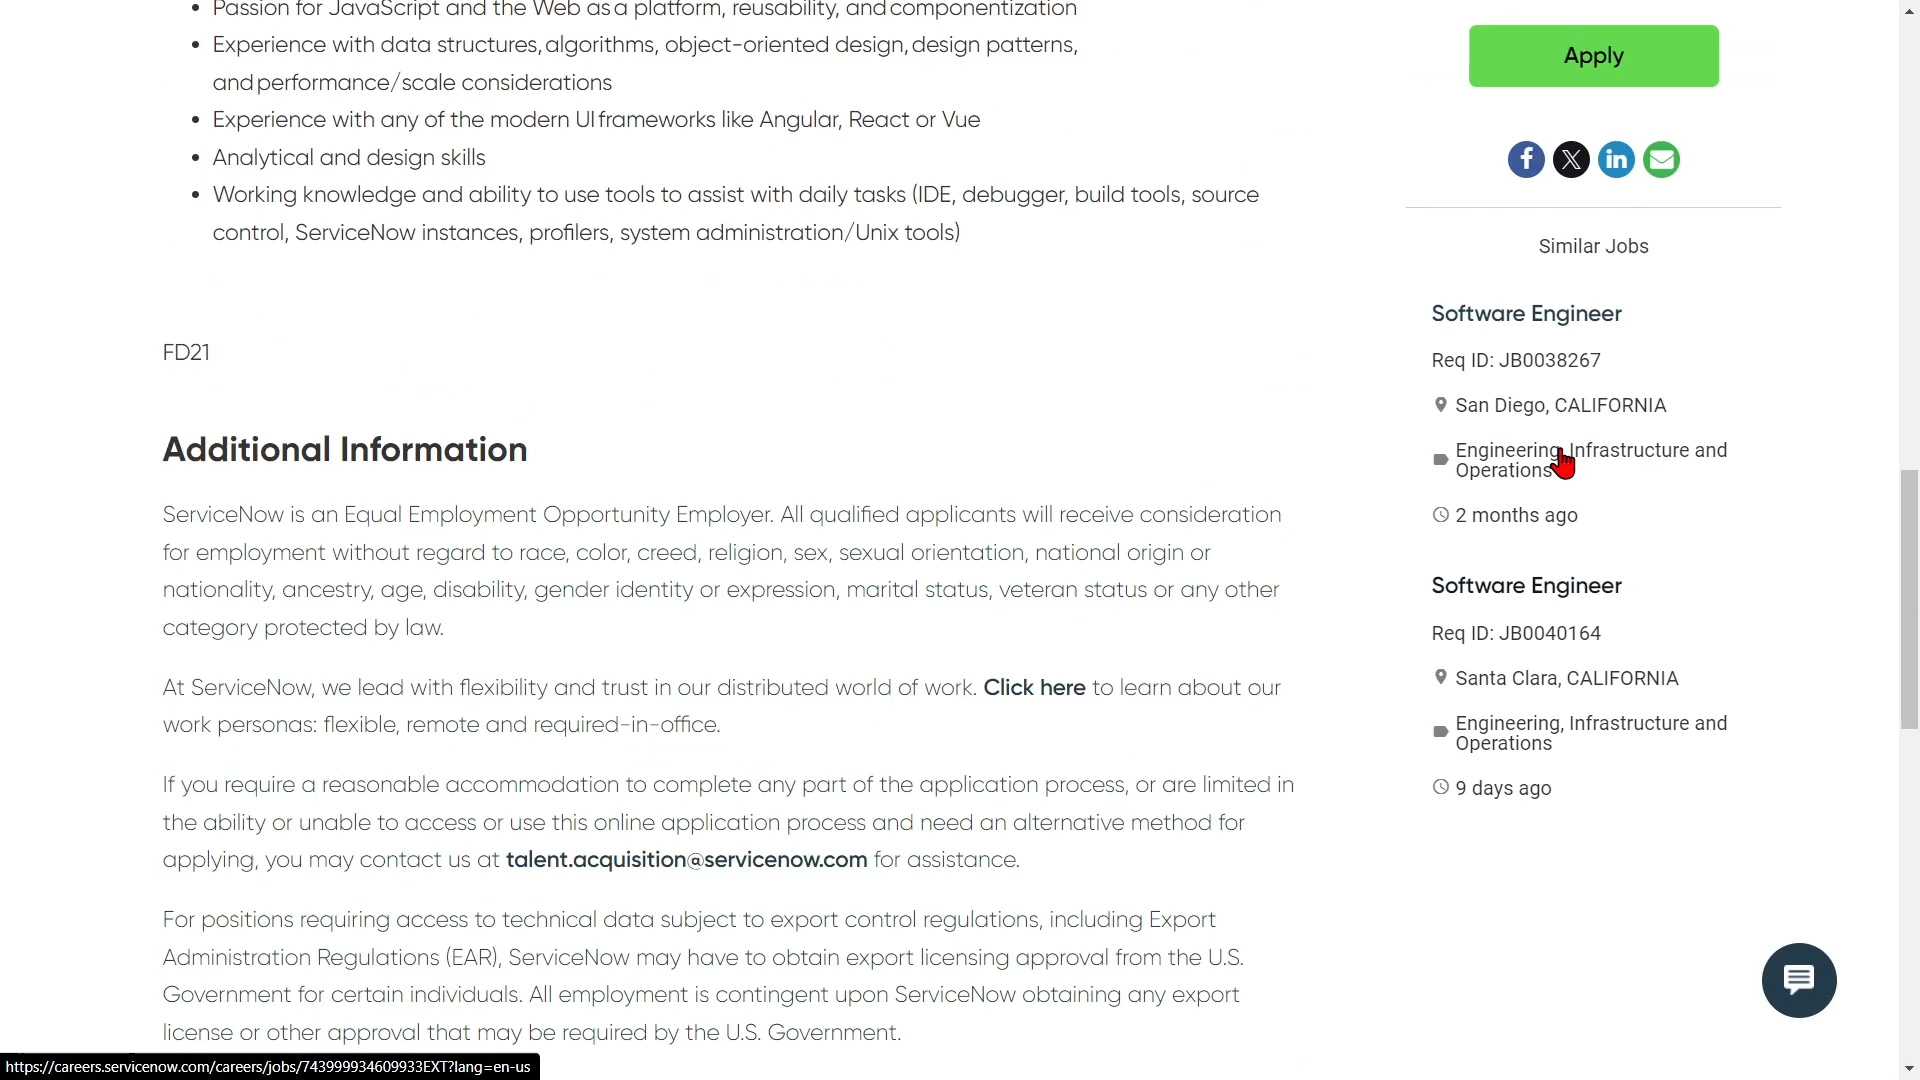 Passion for JavaScript and the Web as a platform, reusability, and componentization
Experience with data structures, algorithms, object-oriented design, design patterns,
and performance/scale considerations
Experience with any of the modern UI frameworks like Angular, React or Vue
Analytical and design skills
Working knowledge and ability to use tools to assist with daily tasks (IDE, debugger, build tools, source
control, ServiceNow instances, profilers, system administration/Unix tools)
FD21
Additional Information
ServiceNow is an Equal Employment Opportunity Employer. All qualified applicants will receive consideration
for employment without regard to race, color, creed, religion, sex, sexual orientation, national origin or
nationality, ancestry, age, disability, gender identity or expression, marital status, veteran status or any other
category protected by law.
At ServiceNow, we lead with flexibility and trust in our distributed world of work. Click here to learn about our
work personas: flexible, remote and required-in-office.
If you require a reasonable accommodation to complete any part of the application process, or are limited in
the ability or unable to access or use this online application process and need an alternative method for
applying, you may contact us at talent.acquisition@servicenow.com for assistance.
For positions requiring access to technical data subject to export control regulations, including Export
Administration Regulations (EAR), ServiceNow may have to obtain export licensing approval from the U.S.
Government for certain individuals. All employment is contingent upon ServiceNow obtaining any export
license or other approval that may be required by the U.S. Government.
Apply
Similar Jobs
Software Engineer
Req ID: JB0038267
San Diego, CALIFORNIA
Engineering, Infrastructure and
Operations
2 months ago
Software Engineer
Req ID: JB0040164
Santa Clara, CALIFORNIA
Engineering, Infrastructure and
Operations
9 days ago
https://careers.servicenow.com/careers/jobs/743999934609933EXT?lang=en-us